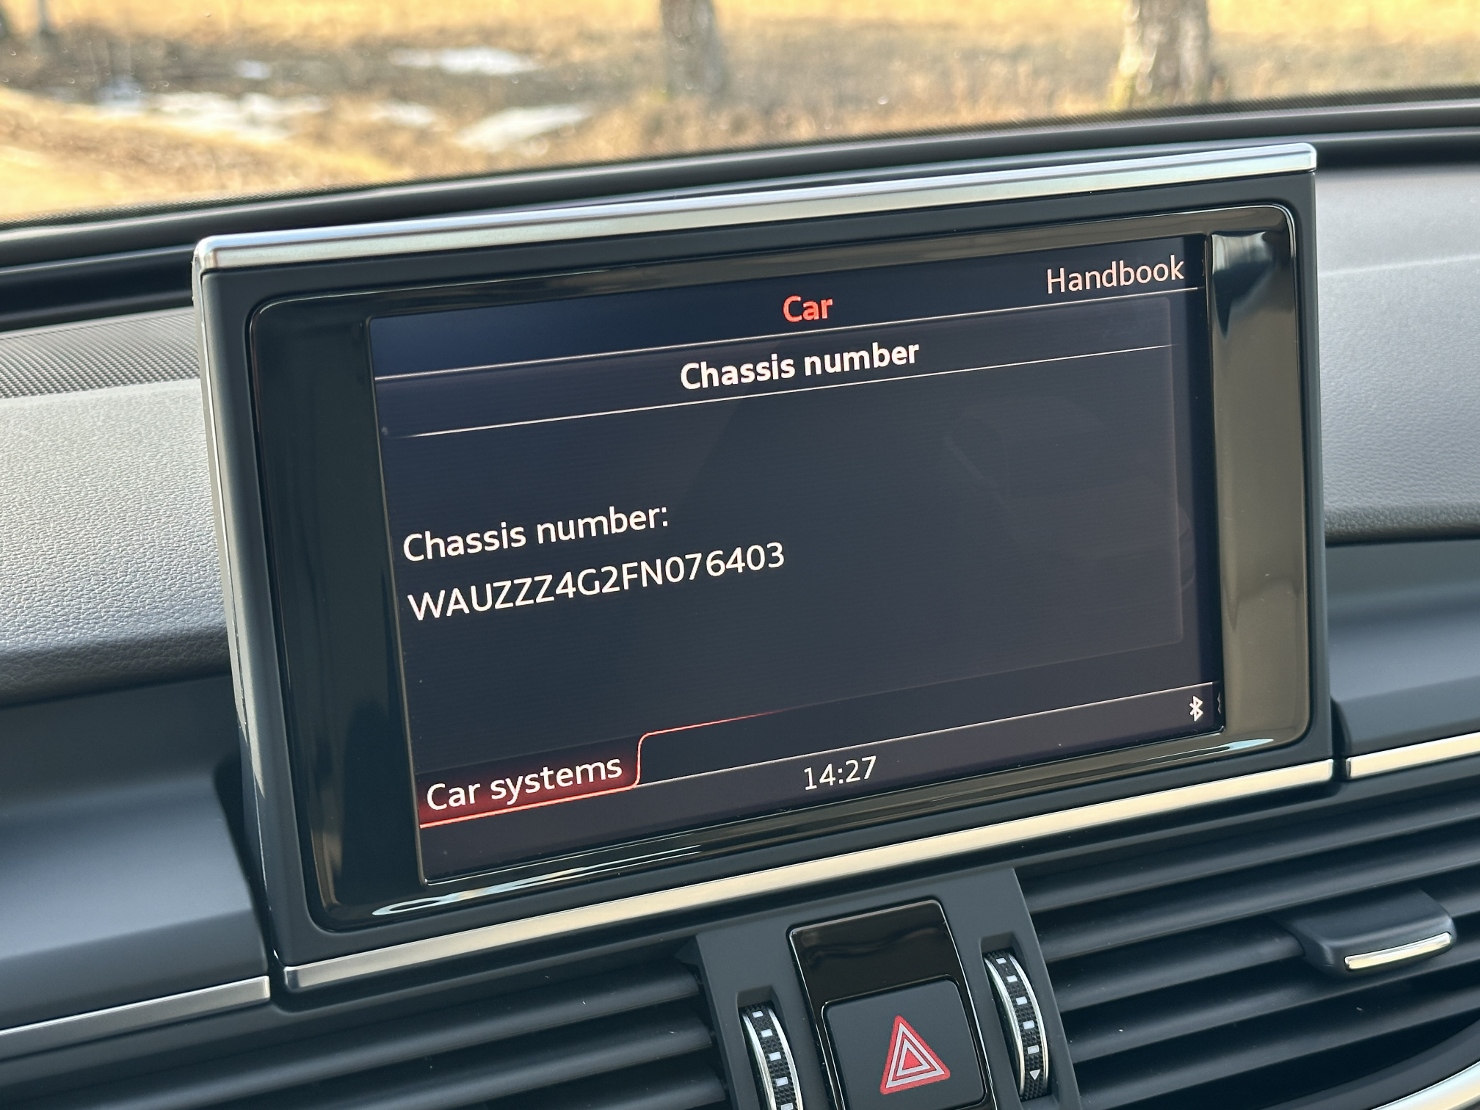 Handbook
Car
Chassis number
Chassis number:
WAUZZZ4G2FN076403
Car systems
14:27